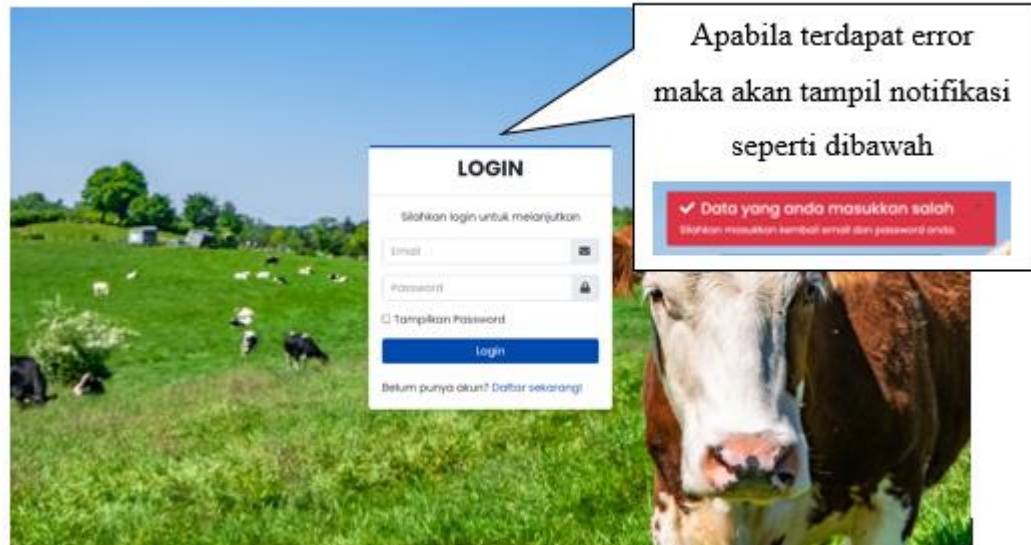 Apabila terdapat error
maka akan tampil notifikasi
seperti dibawah
✔ Data yang anda masukkan salah
Silahkan masukkan kembali email dan password anda.
LOGIN
Silahkan login untuk melanjutkan
Email
Password
Tampilkan Password
Login
Belum punya akun? Daftar sekarang!